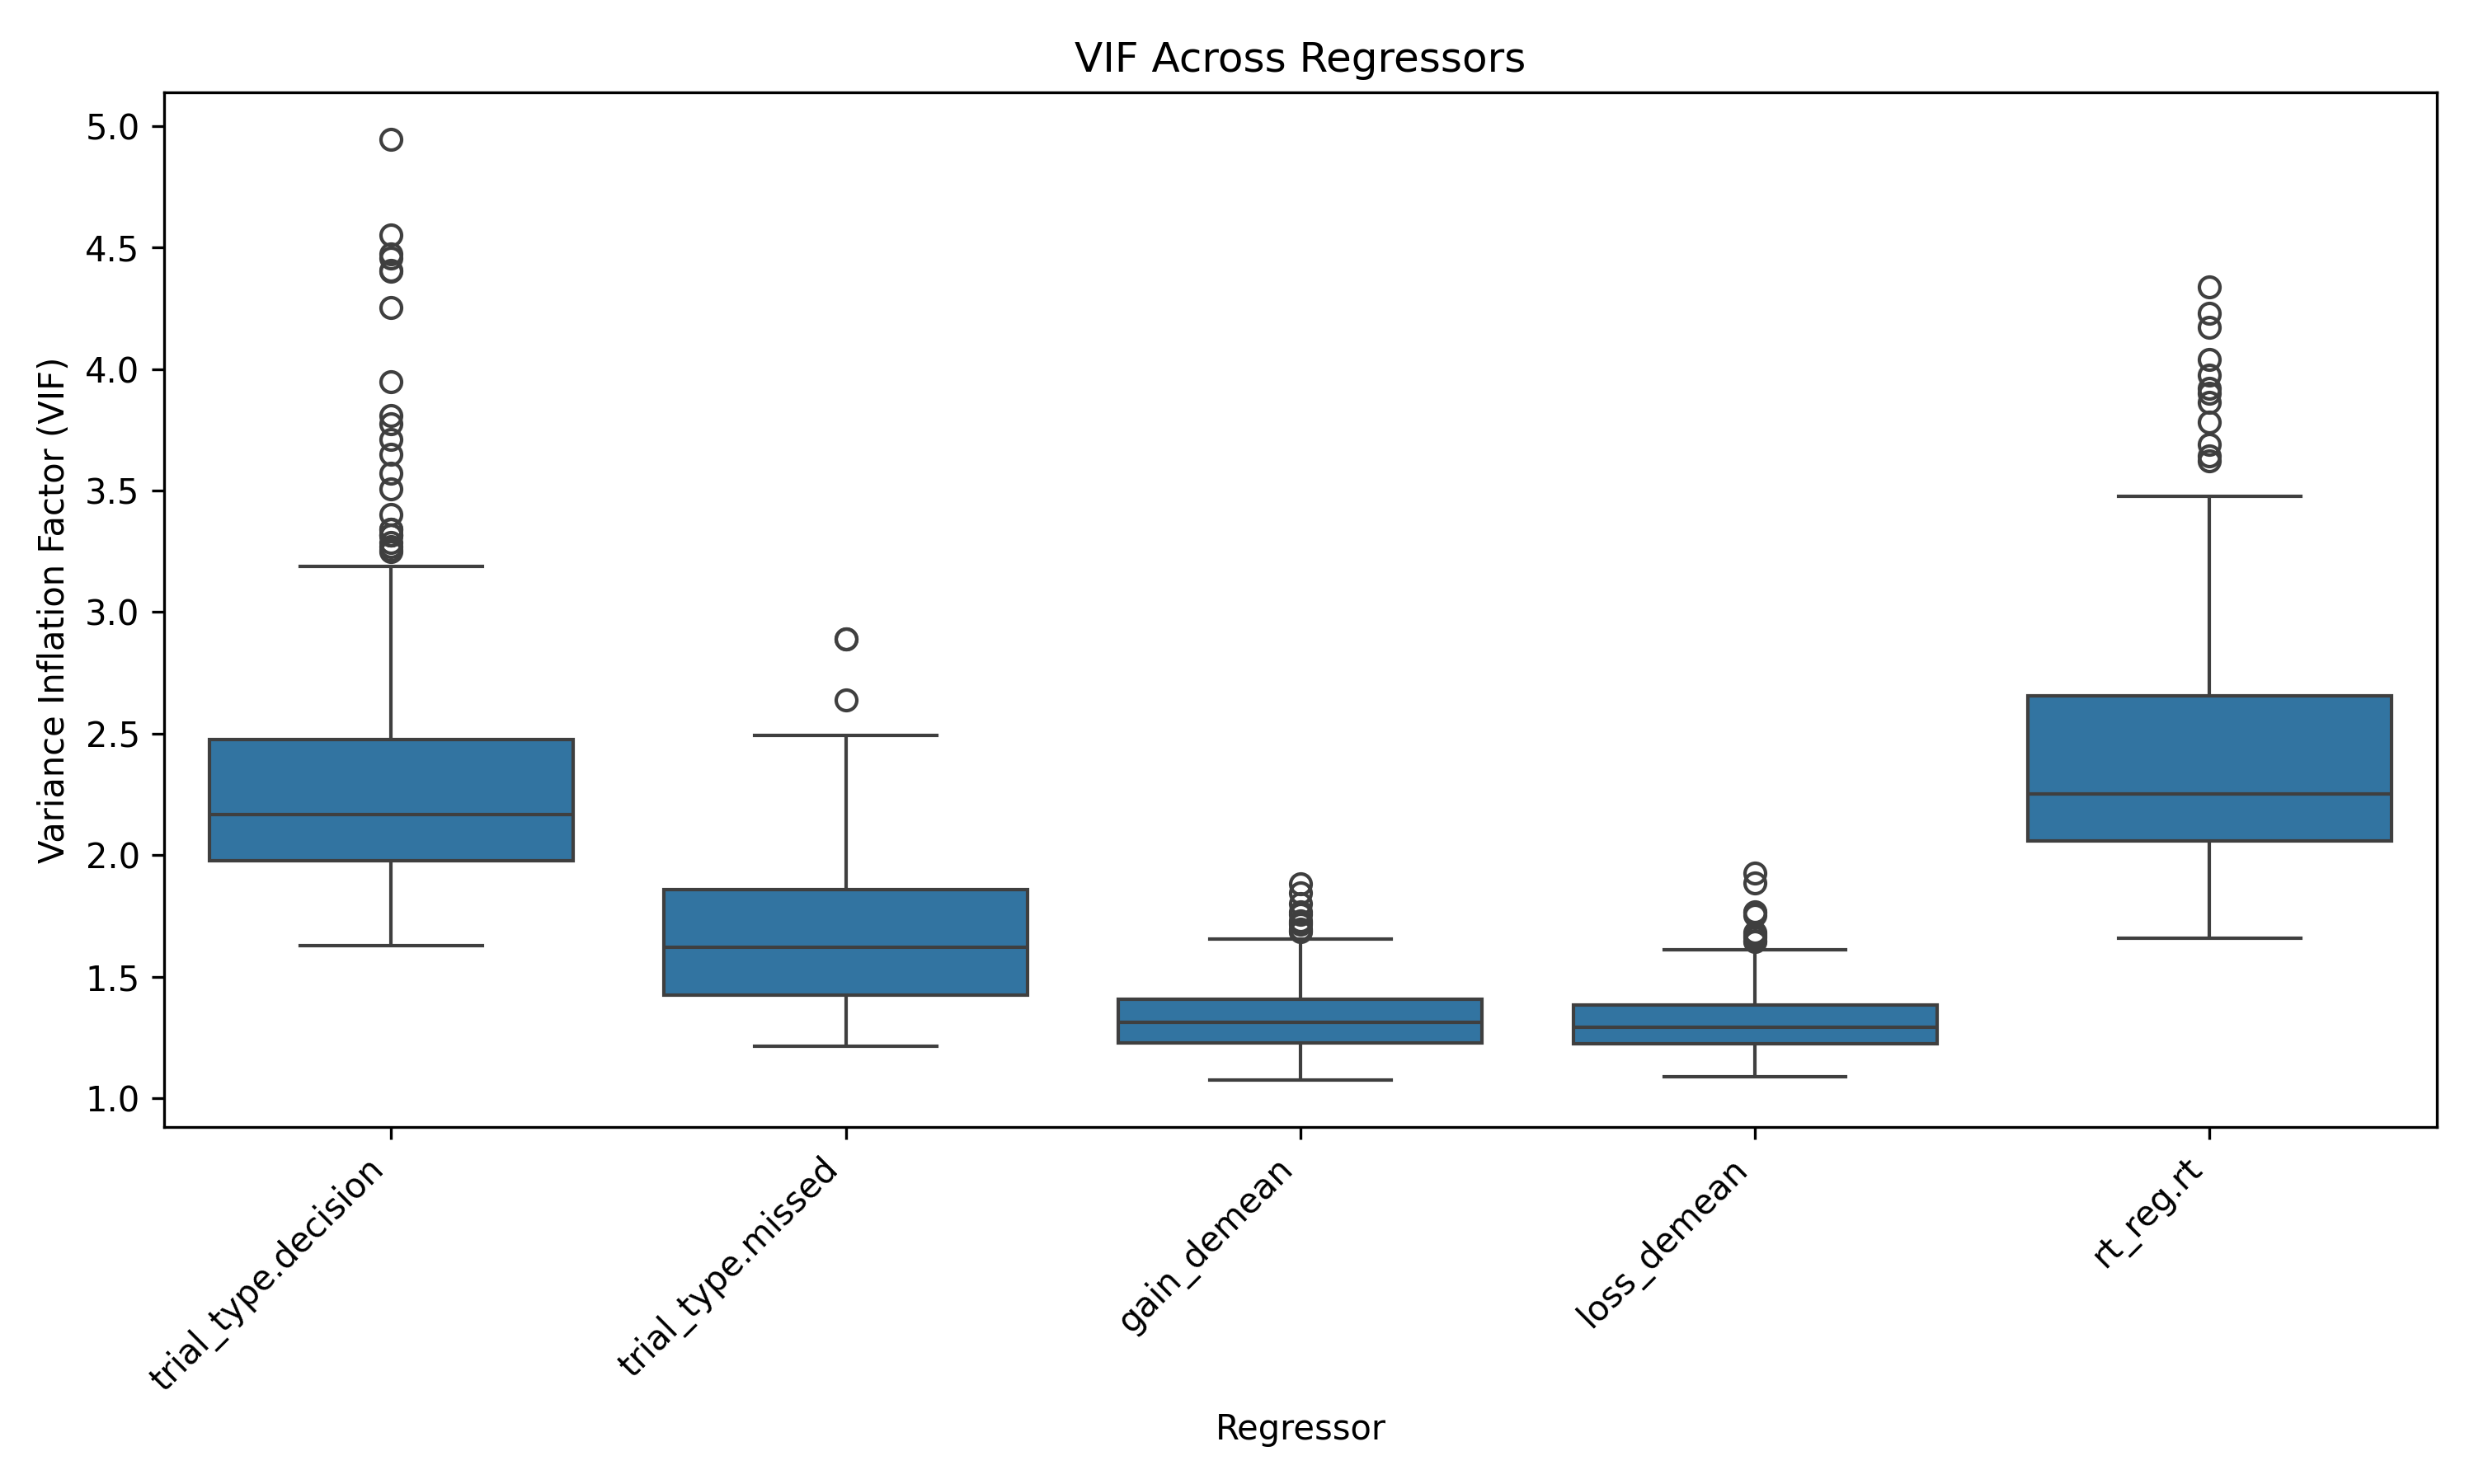 VIF Across Regressors
Variance Inflation Factor (VIF)
5.0
4.5
4.0
3.5
3.0
2.5
2.0
1.5
1.0
trial_type.decision
trial_type.missed
gain_demean
loss_demean
rt_reg.rt
Regressor